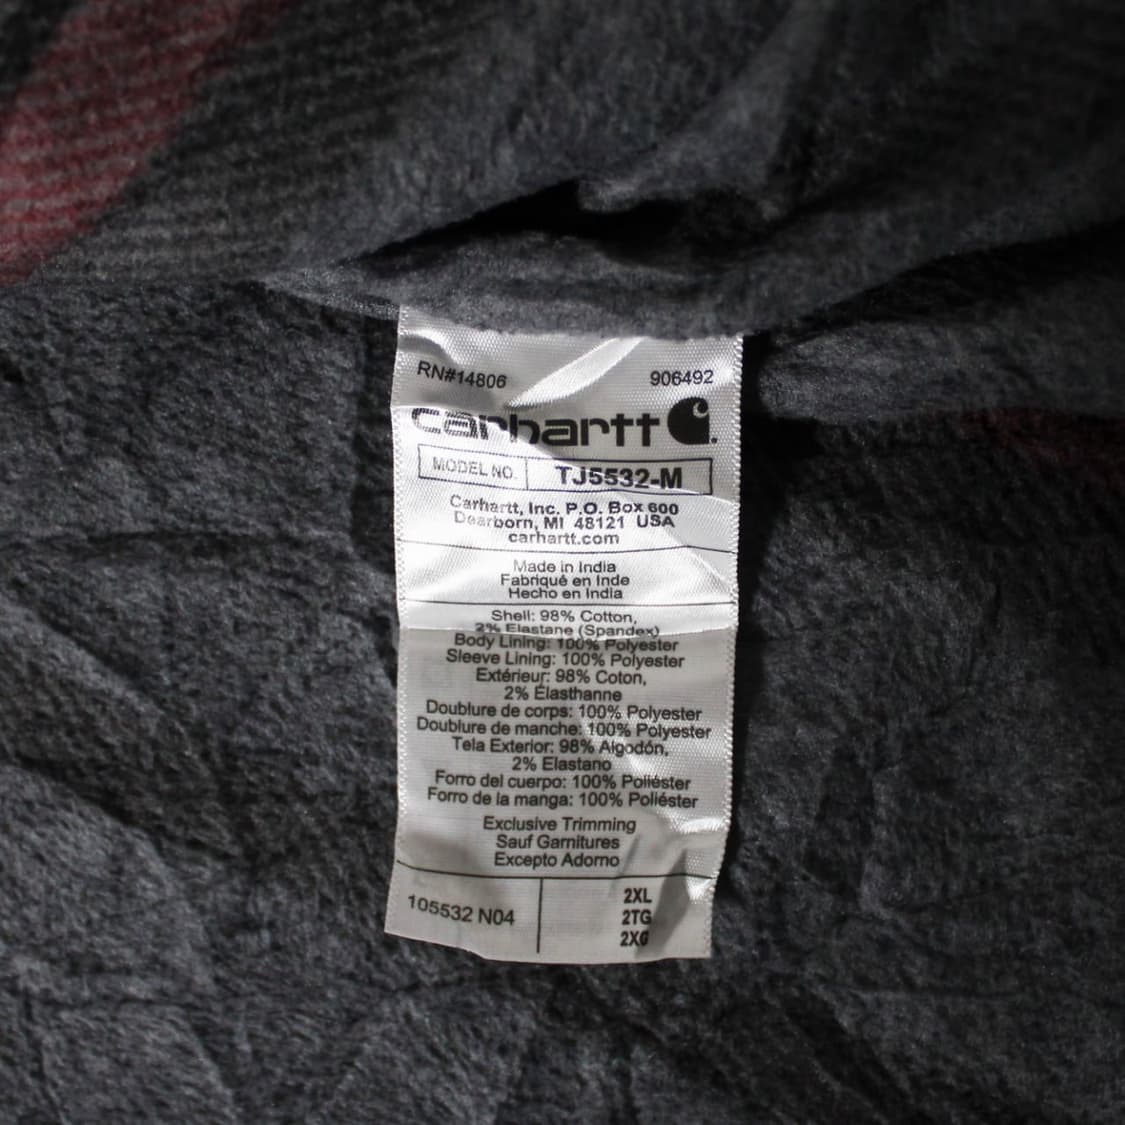 RN#14806 906492
carhartt
MODEL NO. TJ5532-M
Carhartt, Inc. P.O. Box 600
Dearborn, MI 48121 USA
carhartt.com
Made in India
Fabriqué en Inde
Hecho en India
Shell: 98% Cotton,
2% Elastane (Spandex)
Body Lining: 100% Polyester
Sleeve Lining: 100% Polyester
Extérieur: 98% Coton,
2% Élasthanne
Doublure de corps: 100% Polyester
Doublure de manche: 100% Polyester
Tela Exterior: 98% Algodón,
2% Elastano
Forro del cuerpo: 100% Poliéster
Forro de la manga: 100% Poliéster
Exclusive Trimming
Sauf Garnitures
Excepto Adorno
105532 N04
2XL
2TG
2XG